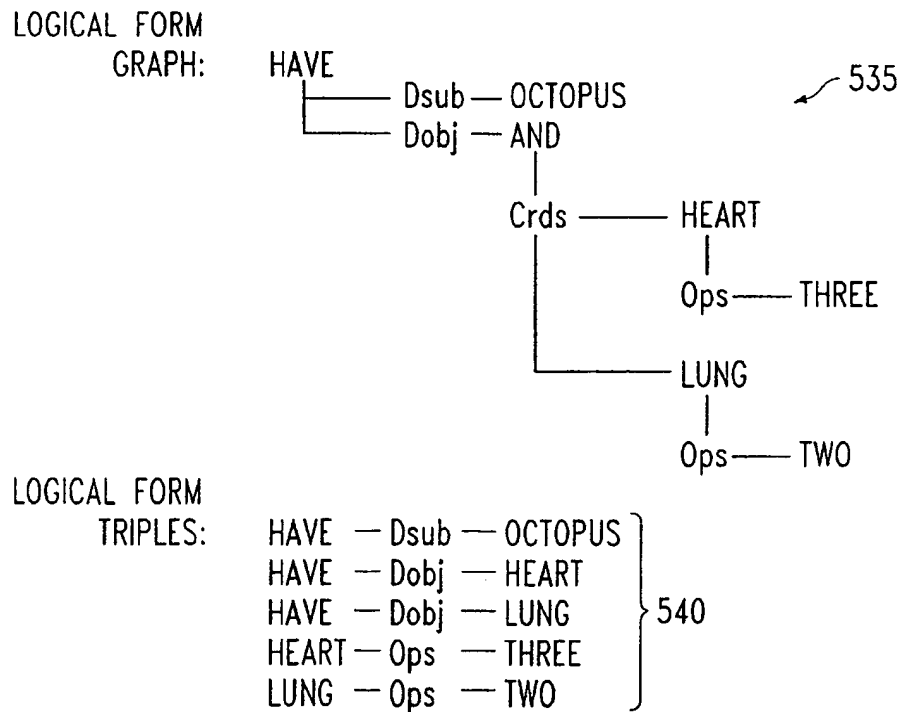 LOGICAL FORM
GRAPH: HAVE
535
Dsub — OCTOPUS
Dobj — AND
Crds — HEART
Ops — THREE
LUNG
Ops — TWO
LOGICAL FORM
TRIPLES: HAVE — Dsub — OCTOPUS
HAVE — Dobj — HEART
HAVE — Dobj — LUNG
540
HEART — Ops — THREE
LUNG — Ops — TWO